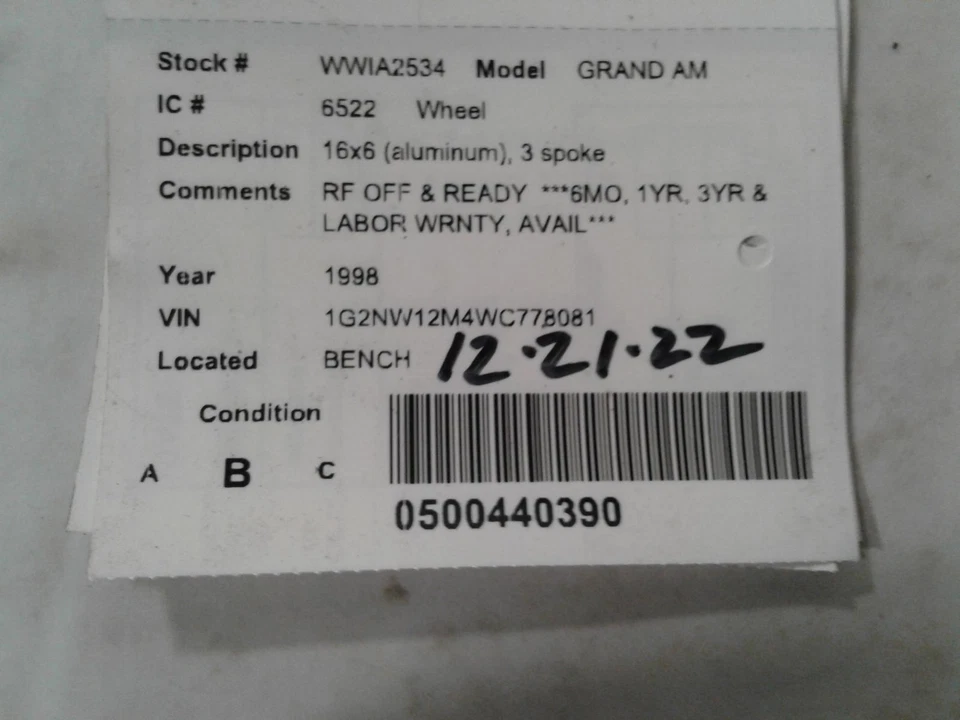 Stock # WWIA2534 Model GRAND AM
IC # 6522 Wheel
Description 16x6 (aluminum), 3 spoke
Comments RF OFF & READY ***6MO, 1YR, 3YR &
LABOR WRNTY, AVAIL***
Year 1998
VIN 1G2NW12M4WC778081
Located BENCH 12.21.22
Condition
A B C
0500440390